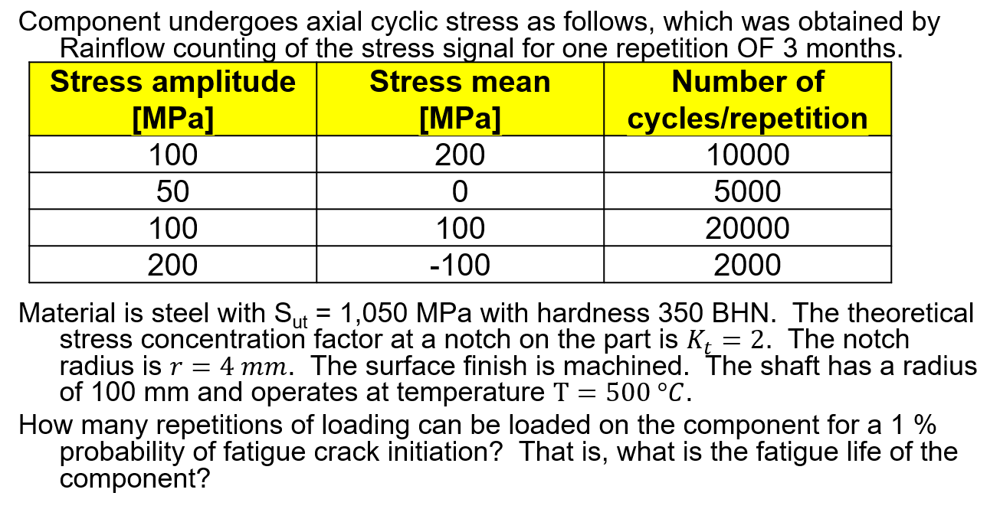 Component undergoes axial cyclic stress as follows, which was obtained by
Rainflow counting of the stress signal for one repetition OF 3 months.
Stress amplitude [MPa] Stress mean [MPa] Number of cycles/repetition
100 200 10000
50 0 5000
100 100 20000
200 -100 2000
Material is steel with Sut = 1,050 MPa with hardness 350 BHN. The theoretical
stress concentration factor at a notch on the part is Kt = 2. The notch
radius is r = 4 mm. The surface finish is machined. The shaft has a radius
of 100 mm and operates at temperature T = 500 °C.
How many repetitions of loading can be loaded on the component for a 1 %
probability of fatigue crack initiation? That is, what is the fatigue life of the
component?